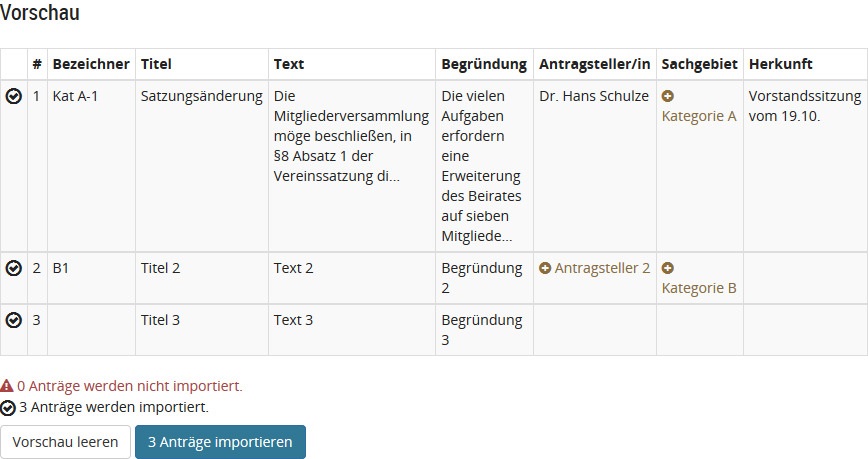 Vorschau
# Bezeichner Titel Text Begründung Antragsteller/in Sachgebiet Herkunft
1 Kat A-1 Satzungsänderung Die Die vielen Dr. Hans Schulze Vorstandssitzung
Mitgliederversammlung Aufgaben Kategorie A vom 19.10.
möge beschließen, in erfordern
§8 Absatz 1 der eine
Vereinssatzung di... Erweiterung
des Beirates
auf sieben
Mitgliede...
2 B1 Titel 2 Text 2 Begründung Antragsteller 2
2 Kategorie B
3 Titel 3 Text 3 Begründung
3
0 Anträge werden nicht importiert.
3 Anträge werden importiert.
Vorschau leeren 3 Anträge importieren